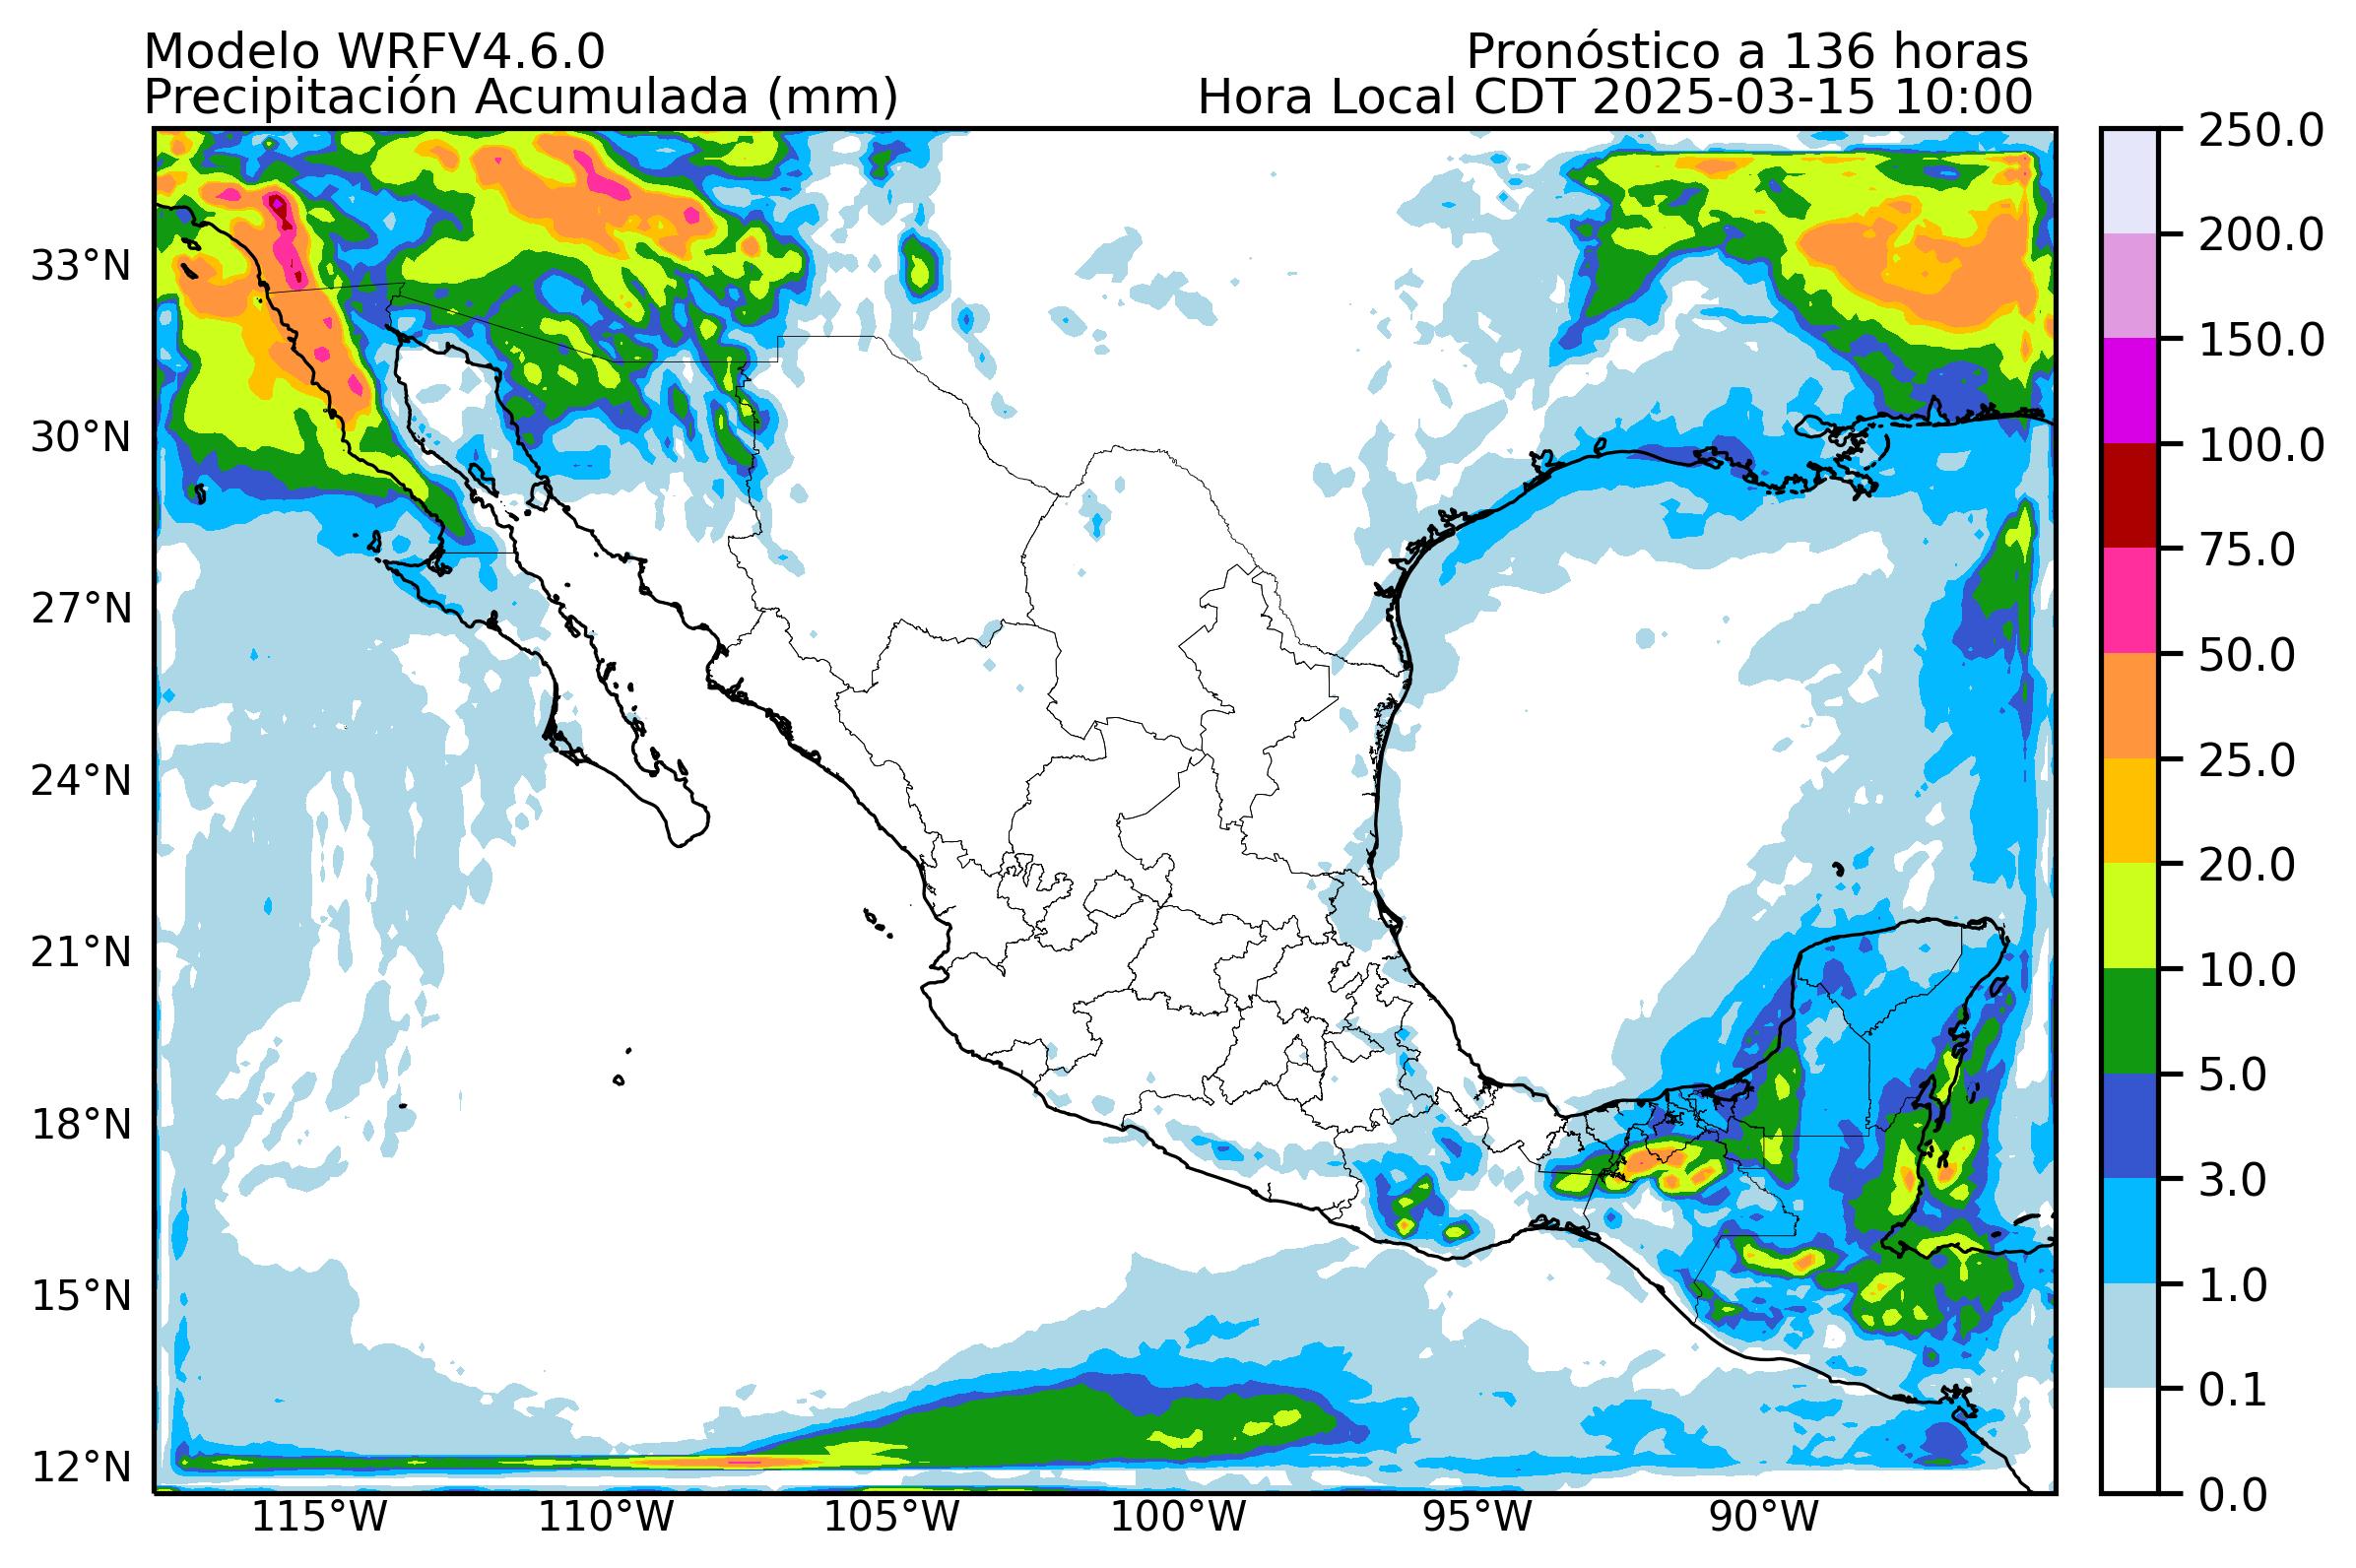 Modelo WRFV4.6.0
Pronóstico a 136 horas
Precipitación Acumulada (mm)
Hora Local CDT 2025-03-15 10:00
250.0
200.0
150.0
100.0
75.0
50.0
25.0
20.0
10.0
5.0
3.0
1.0
0.1
0.0
33°N
30°N
27°N
24°N
21°N
18°N
15°N
12°N
115°W
110°W
105°W
100°W
95°W
90°W